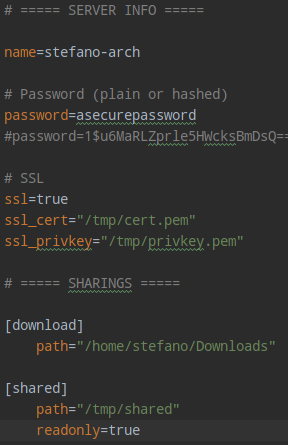 # ===== SERVER INFO =====
name=stefano-arch
# Password (plain or hashed)
password=asecurepassword
#password=1$u6MaRLZprle5HWcksBmDsQ==
# SSL
ssl=true
ssl_cert="/tmp/cert.pem"
ssl_privkey="/tmp/privkey.pem"
# ===== SHARINGS =====
[download]
path="/home/stefano/Downloads"
[shared]
path="/tmp/shared"
readonly=true